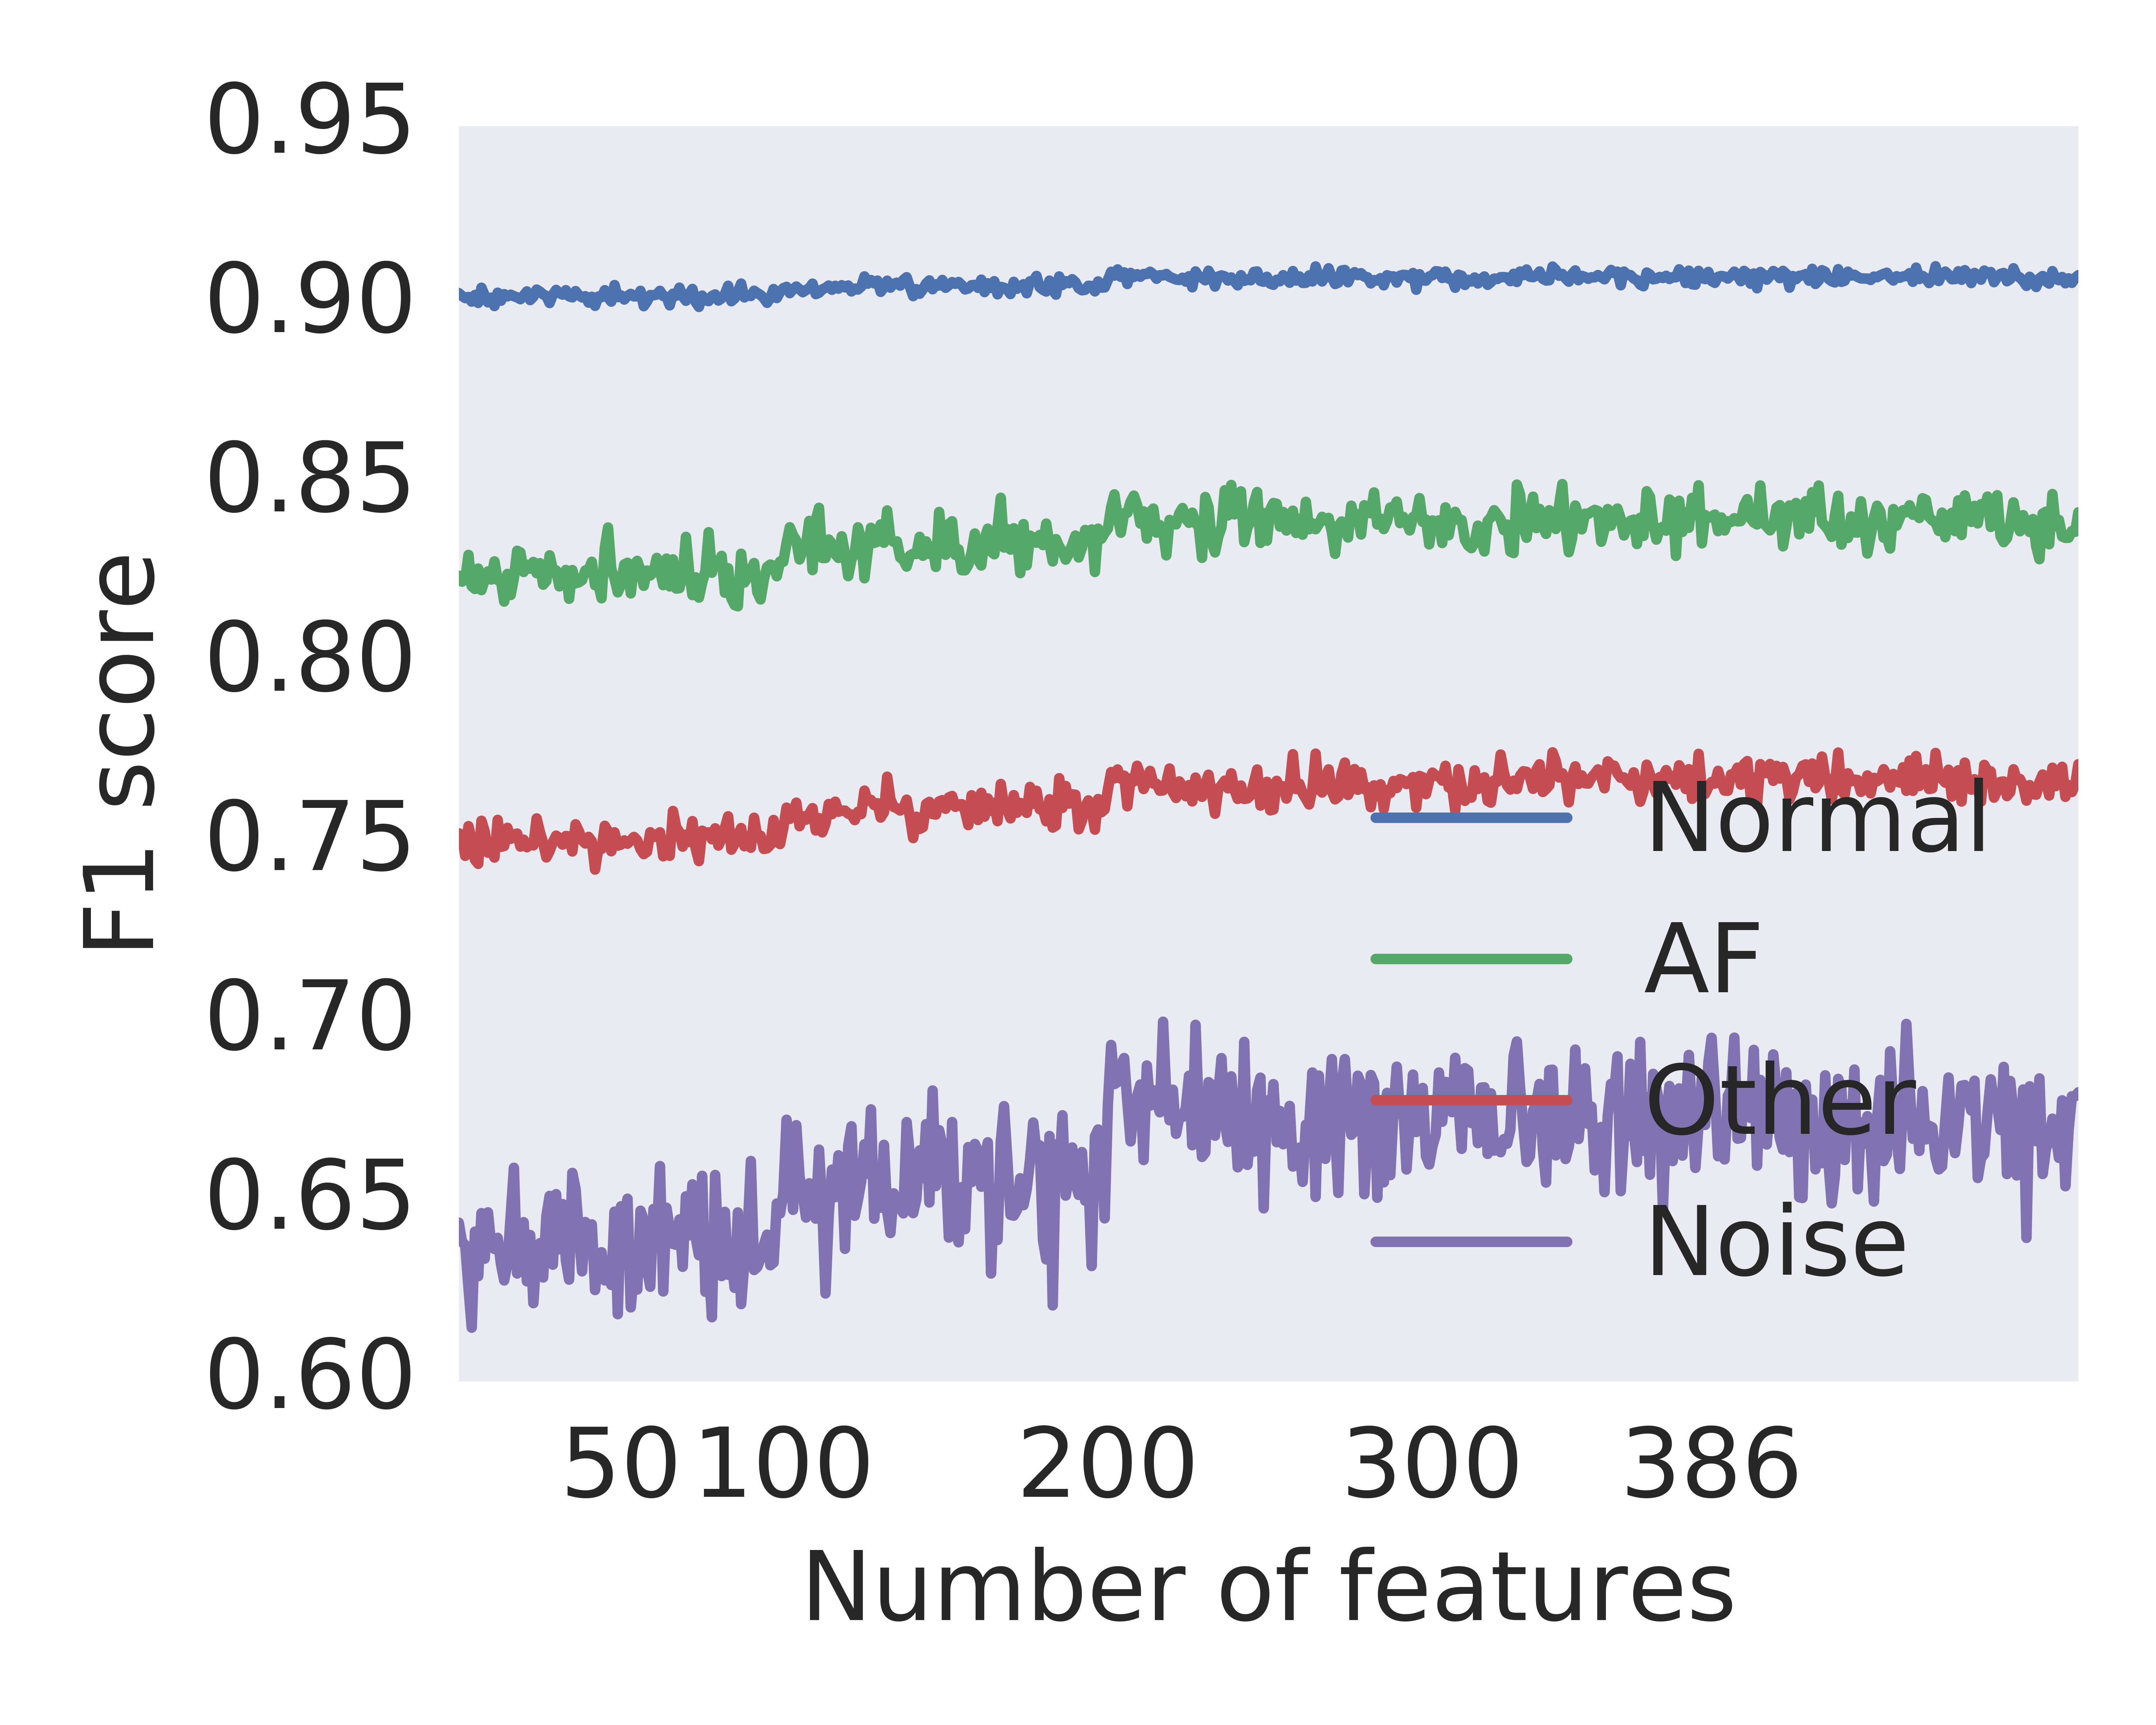 0.95
0.90
0.85
0.80
0.75
0.70
0.65
0.60
F1 score
Normal
AF
Other
Noise
50 100 200 300 386
Number of features